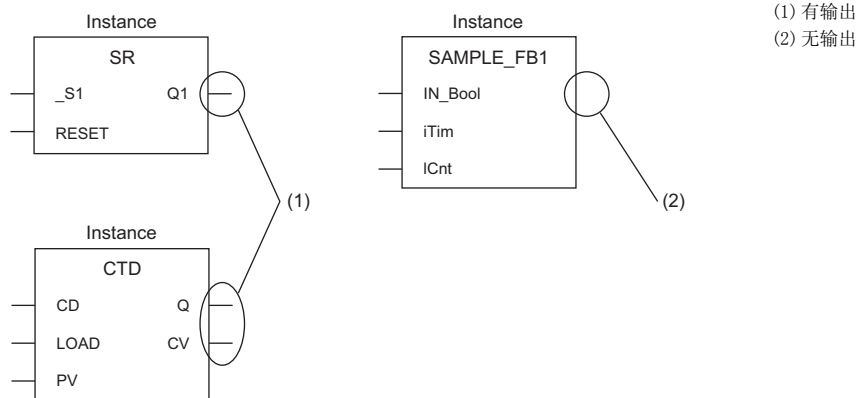 Instance
SR
_S1 Q1
RESET
(1)
Instance
CTD
CD Q
LOAD CV
PV
Instance
SAMPLE_FB1
IN_Bool
iTim
ICnt
(2)
(1) 有输出
(2) 无输出